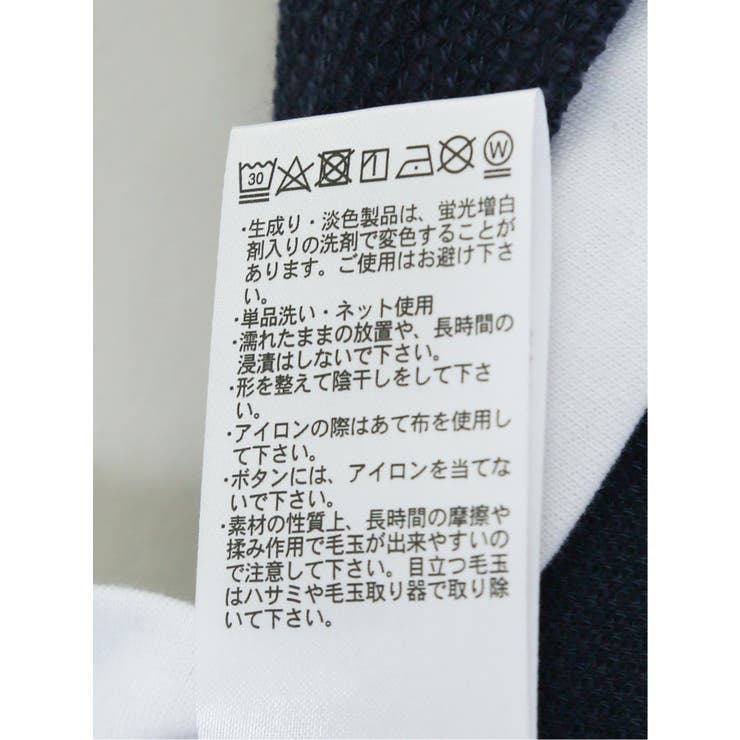 30 W
・生成り・淡色製品は、蛍光増白
剤入りの洗剤で変色することが
あります。ご使用はお避け下さ
い。
・単品洗い・ネット使用
・濡れたままの放置や、長時間の
浸漬はしないで下さい。
・形を整えて陰干しをして下さ
い。
・アイロンの際はあて布を使用し
て下さい。
・ボタンには、アイロンを当てな
いで下さい。
・素材の性質上、長時間の摩擦や
揉み作用で毛玉が出来やすいの
で注意して下さい。目立つ毛玉
はハサミや毛玉取り器で取り除
いて下さい。